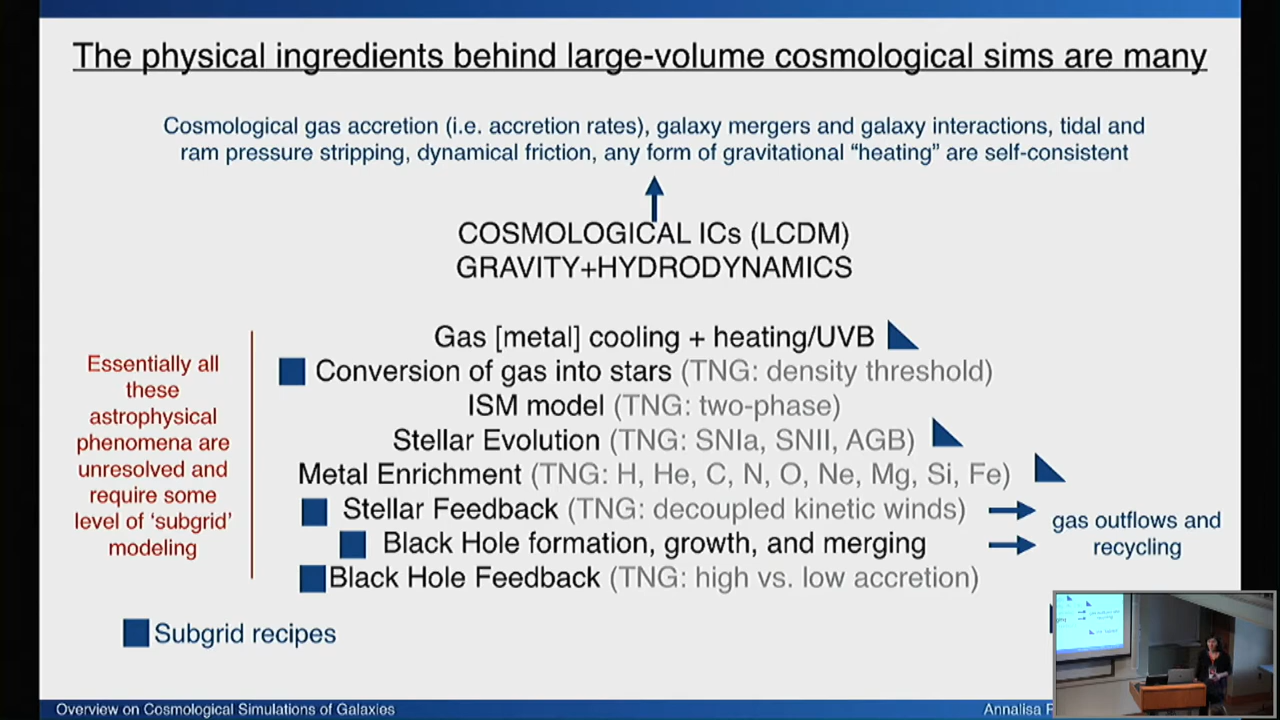 The physical ingredients behind large-volume cosmological sims are many
Cosmological gas accretion (i.e. accretion rates), galaxy mergers and galaxy interactions, tidal and
ram pressure stripping, dynamical friction, any form of gravitational “heating” are self-consistent
COSMOLOGICAL ICs (LCDM)
GRAVITY+HYDRODYNAMICS
Essentially all
these
astrophysical
phenomena are
unresolved and
require some
level of ‘subgrid’
modeling
Gas [metal] cooling + heating/UVB
Conversion of gas into stars (TNG: density threshold)
ISM model (TNG: two-phase)
Stellar Evolution (TNG: SNIa, SNII, AGB)
Metal Enrichment (TNG: H, He, C, N, O, Ne, Mg, Si, Fe)
Stellar Feedback (TNG: decoupled kinetic winds)
Black Hole formation, growth, and merging
Black Hole Feedback (TNG: high vs. low accretion)
gas outflows and
recycling
Subgrid recipes
Overview on Cosmological Simulations of Galaxies
Annalisa